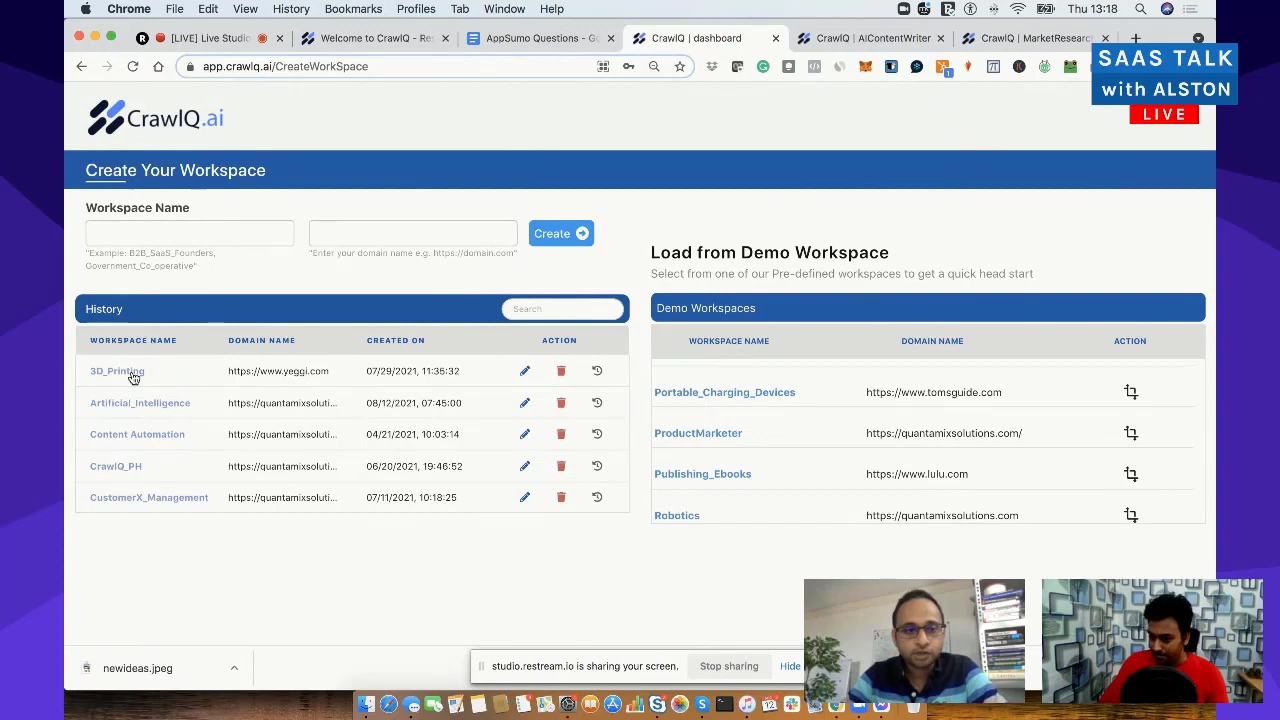 Chrome File Edit View History Bookmarks Profiles Tab Window Help Thu 13:18
[LIVE] Live Studio Welcome to CrawlQ - Re AppSumo Questions - Go CrawlQ | dashboard CrawlQ | AIContentWriter CrawlQ | MarketResearc
app.crawlq.ai/CreateWorkSpace
SAAS TALK
with ALSTON
LIVE
CrawlQ.ai
Create Your Workspace
Workspace Name
Create
"Example: B2B_SaaS_Founders,
Government_Co_operative"
"Enter your domain name e.g. https://domain.com"
Load from Demo Workspace
Select from one of our Pre-defined workspaces to get a quick head start
History Search
WORKSPACE NAME DOMAIN NAME CREATED ON ACTION
3D_Printing https://www.yeggi.com 07/29/2021, 11:35:32
Artificial_Intelligence https://quantamixsoluti... 08/12/2021, 07:45:00
Content Automation https://quantamixsoluti... 04/21/2021, 10:03:14
CrawlQ_PH https://quantamixsoluti... 06/20/2021, 19:46:52
CustomerX_Management https://quantamixsoluti... 07/11/2021, 10:18:25
Demo Workspaces
WORKSPACE NAME DOMAIN NAME ACTION
Portable_Charging_Devices https://www.tomsguide.com
ProductMarketer https://quantamixsolutions.com/
Publishing_Ebooks https://www.lulu.com
Robotics https://quantamixsolutions.com
newideas.jpeg
studio.restream.io is sharing your screen. Stop sharing Hide